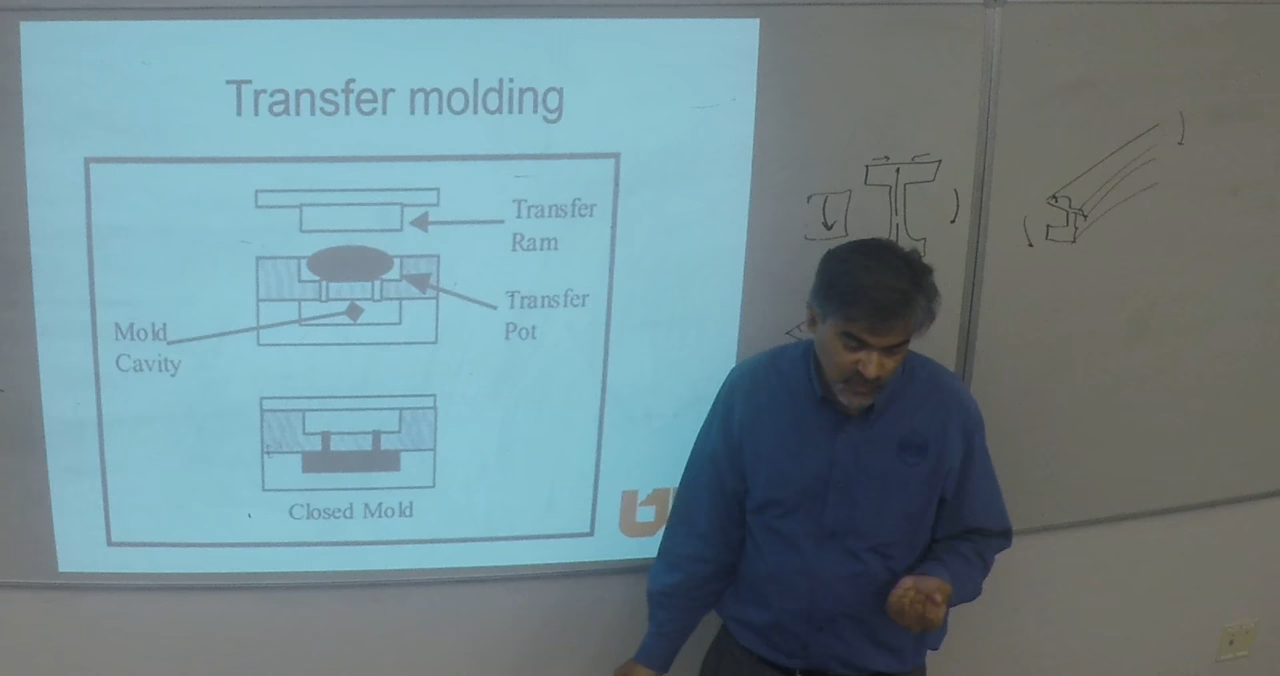 Transfer molding
Transfer
Ram
Transfer
Pot
Mold
Cavity
Closed Mold